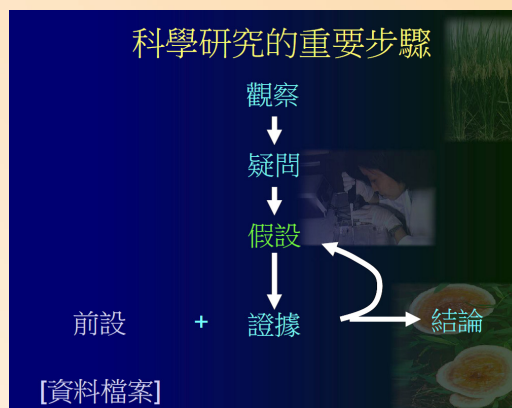 科學研究的重要步驟
觀察
疑問
假設
前設 + 證據 結論
[資料檔案]